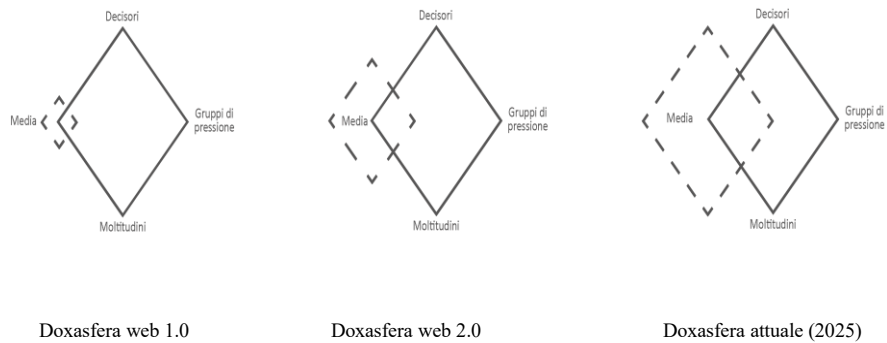 Decisori
Media
Gruppi di
pressione
Moltitudini
Doxasfera web 1.0
Decisori
Media
Gruppi di
pressione
Moltitudini
Doxasfera web 2.0
Decisori
Media
Gruppi di
pressione
Moltitudini
Doxasfera attuale (2025)